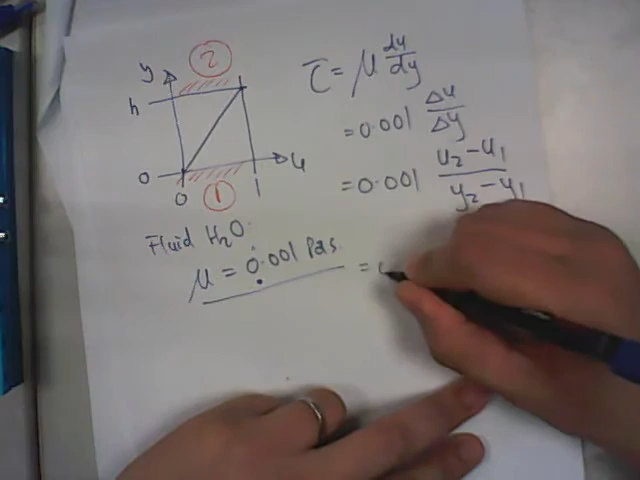 2
y
h
0
0
1
1
u
τ = μ du/dy
= 0.001 Δu/Δy
= 0.001 u₂-u₁/y₂-y₁
Fluid H₂O.
μ = 0.001 Pas.
=